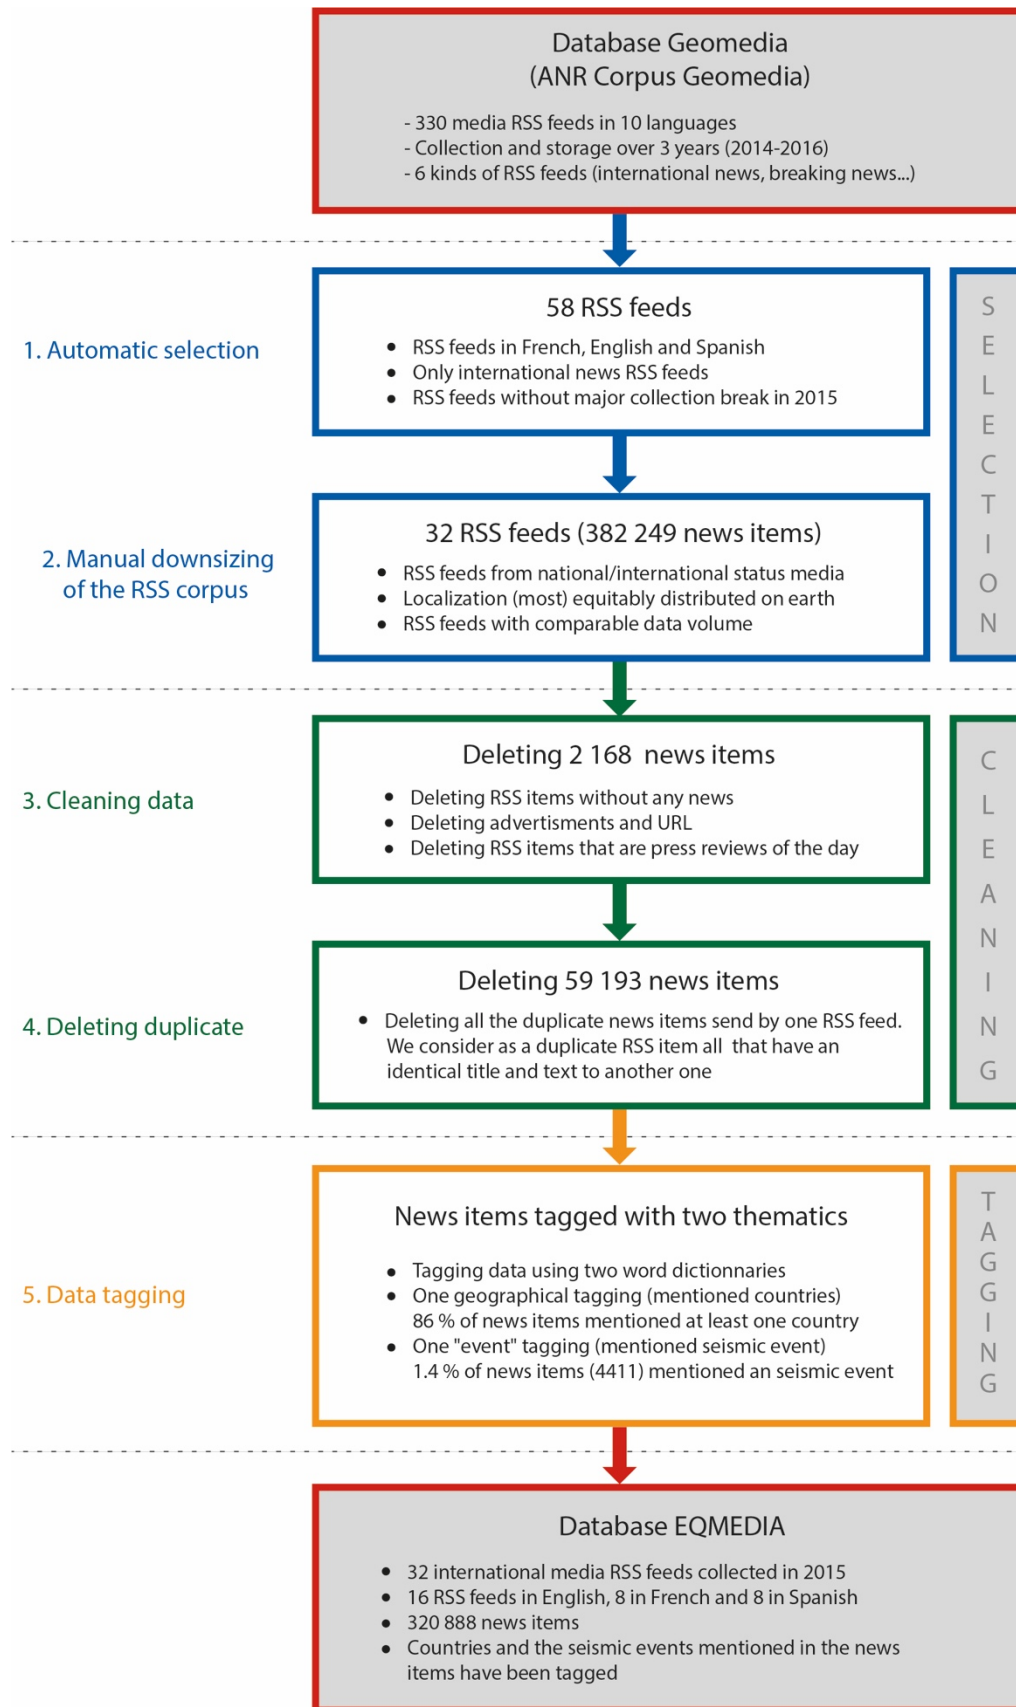 Database Geomedia
(ANR Corpus Geomedia)
- 330 media RSS feeds in 10 languages
- Collection and storage over 3 years (2014-2016)
- 6 kinds of RSS feeds (international news, breaking news...)
1. Automatic selection
58 RSS feeds
• RSS feeds in French, English and Spanish
• Only international news RSS feeds
• RSS feeds without major collection break in 2015
2. Manual downsizing
of the RSS corpus
32 RSS feeds (382 249 news items)
• RSS feeds from national/international status media
• Localization (most) equitably distributed on earth
• RSS feeds with comparable data volume
SELECTION
3. Cleaning data
Deleting 2 168 news items
• Deleting RSS items without any news
• Deleting advertisments and URL
• Deleting RSS items that are press reviews of the day
4. Deleting duplicate
Deleting 59 193 news items
• Deleting all the duplicate news items send by one RSS feed.
We consider as a duplicate RSS item all that have an
identical title and text to another one
CLEANING
5. Data tagging
News items tagged with two thematics
• Tagging data using two word dictionnaries
• One geographical tagging (mentioned countries)
86 % of news items mentioned at least one country
• One "event" tagging (mentioned seismic event)
1.4 % of news items (4411) mentioned an seismic event
TAGGING
Database EQMEDIA
• 32 international media RSS feeds collected in 2015
• 16 RSS feeds in English, 8 in French and 8 in Spanish
• 320 888 news items
• Countries and the seismic events mentioned in the news
items have been tagged